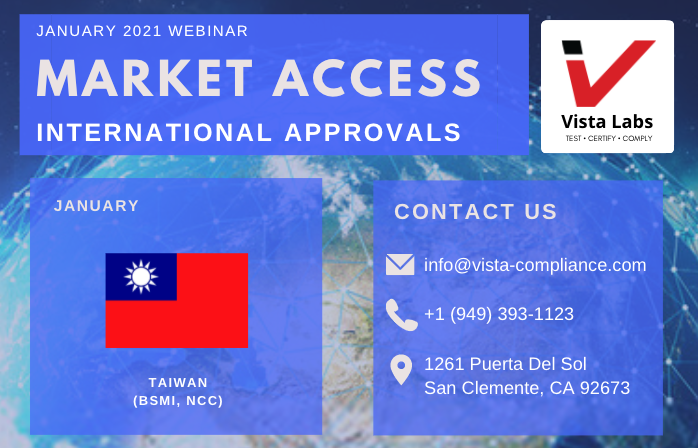 JANUARY 2021 WEBINAR
MARKET ACCESS
INTERNATIONAL APPROVALS
Vista Labs
TEST • CERTIFY • COMPLY
JANUARY
TAIWAN
(BSMI, NCC)
CONTACT US
info@vista-compliance.com
+1 (949) 393-1123
1261 Puerta Del Sol
San Clemente, CA 92673